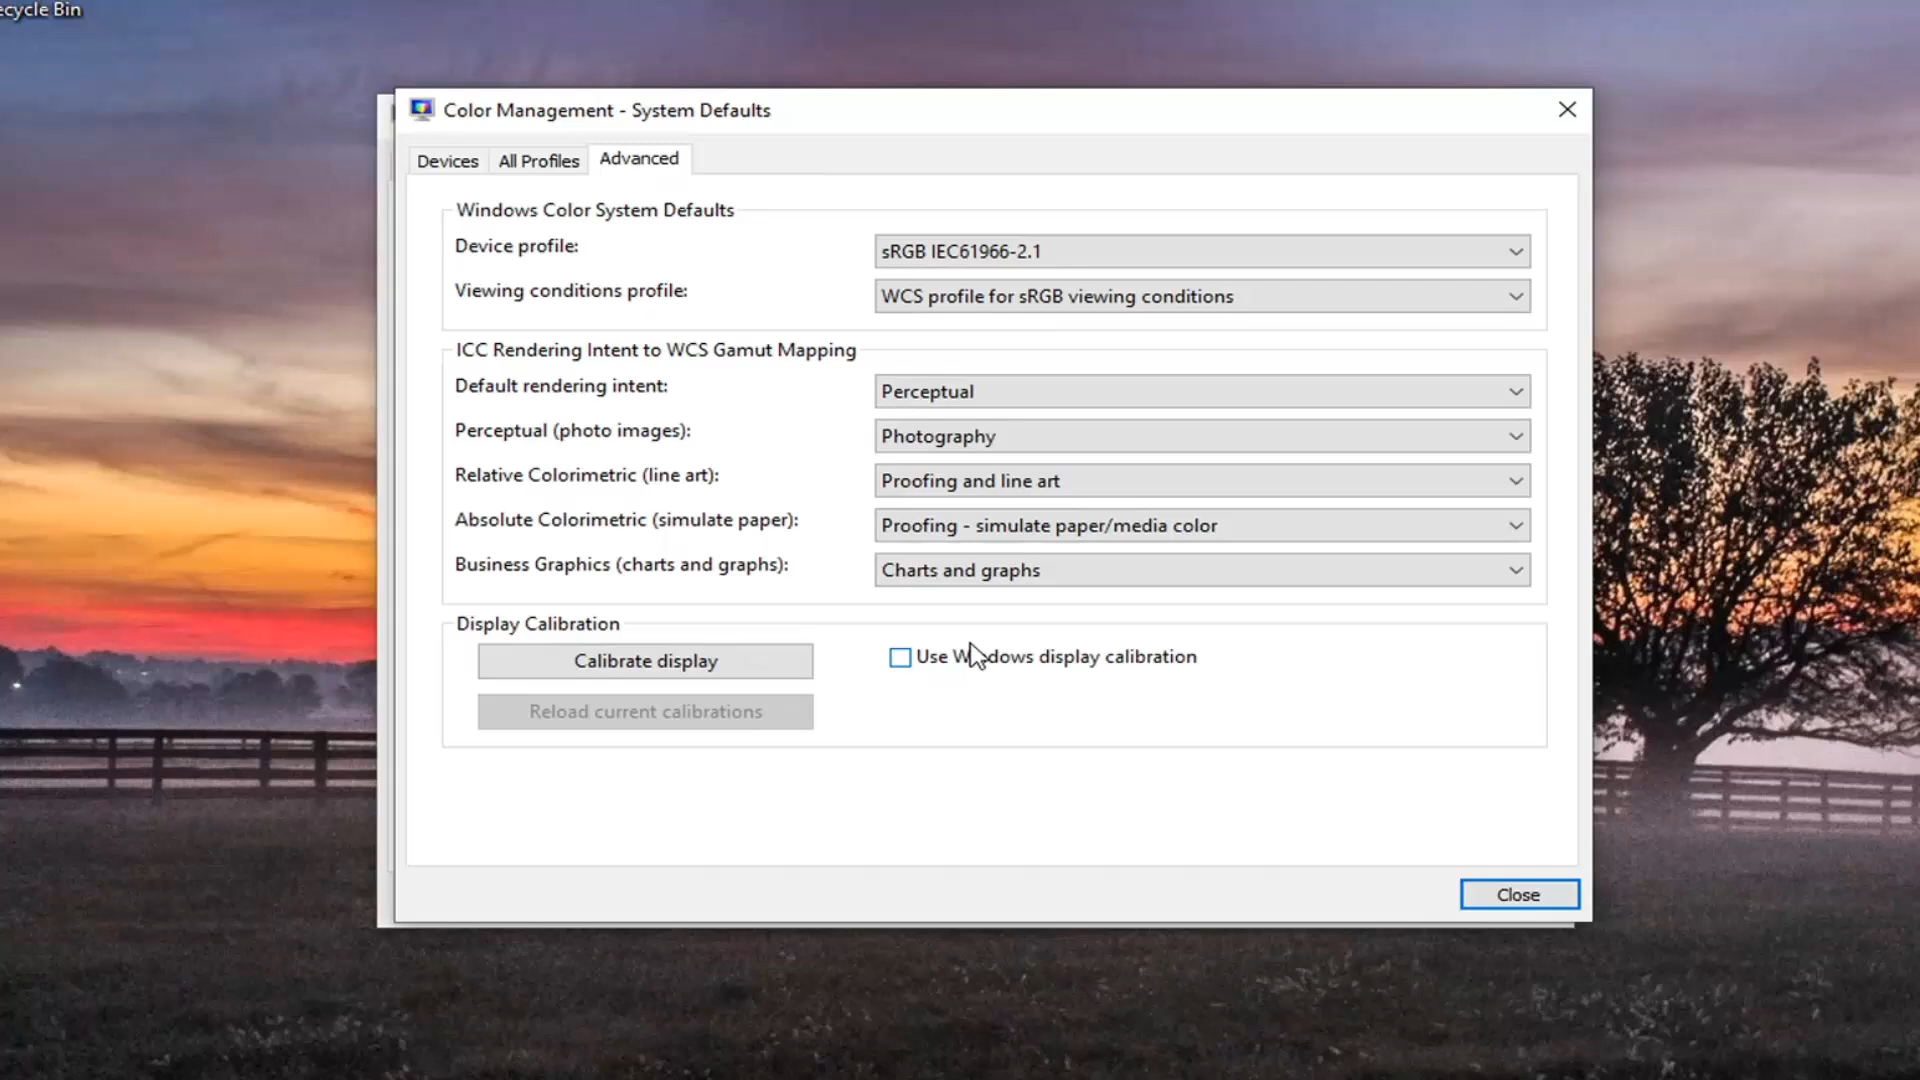 ecycle Bin
Color Management - System Defaults
Devices
All Profiles
Advanced
Windows Color System Defaults
Device profile:
sRGB IEC61966-2.1
Viewing conditions profile:
WCS profile for sRGB viewing conditions
ICC Rendering Intent to WCS Gamut Mapping
Default rendering intent:
Perceptual
Perceptual (photo images):
Photography
Relative Colorimetric (line art):
Proofing and line art
Absolute Colorimetric (simulate paper):
Proofing - simulate paper/media color
Business Graphics (charts and graphs):
Charts and graphs
Display Calibration
Calibrate display
Use Windows display calibration
Reload current calibrations
Close